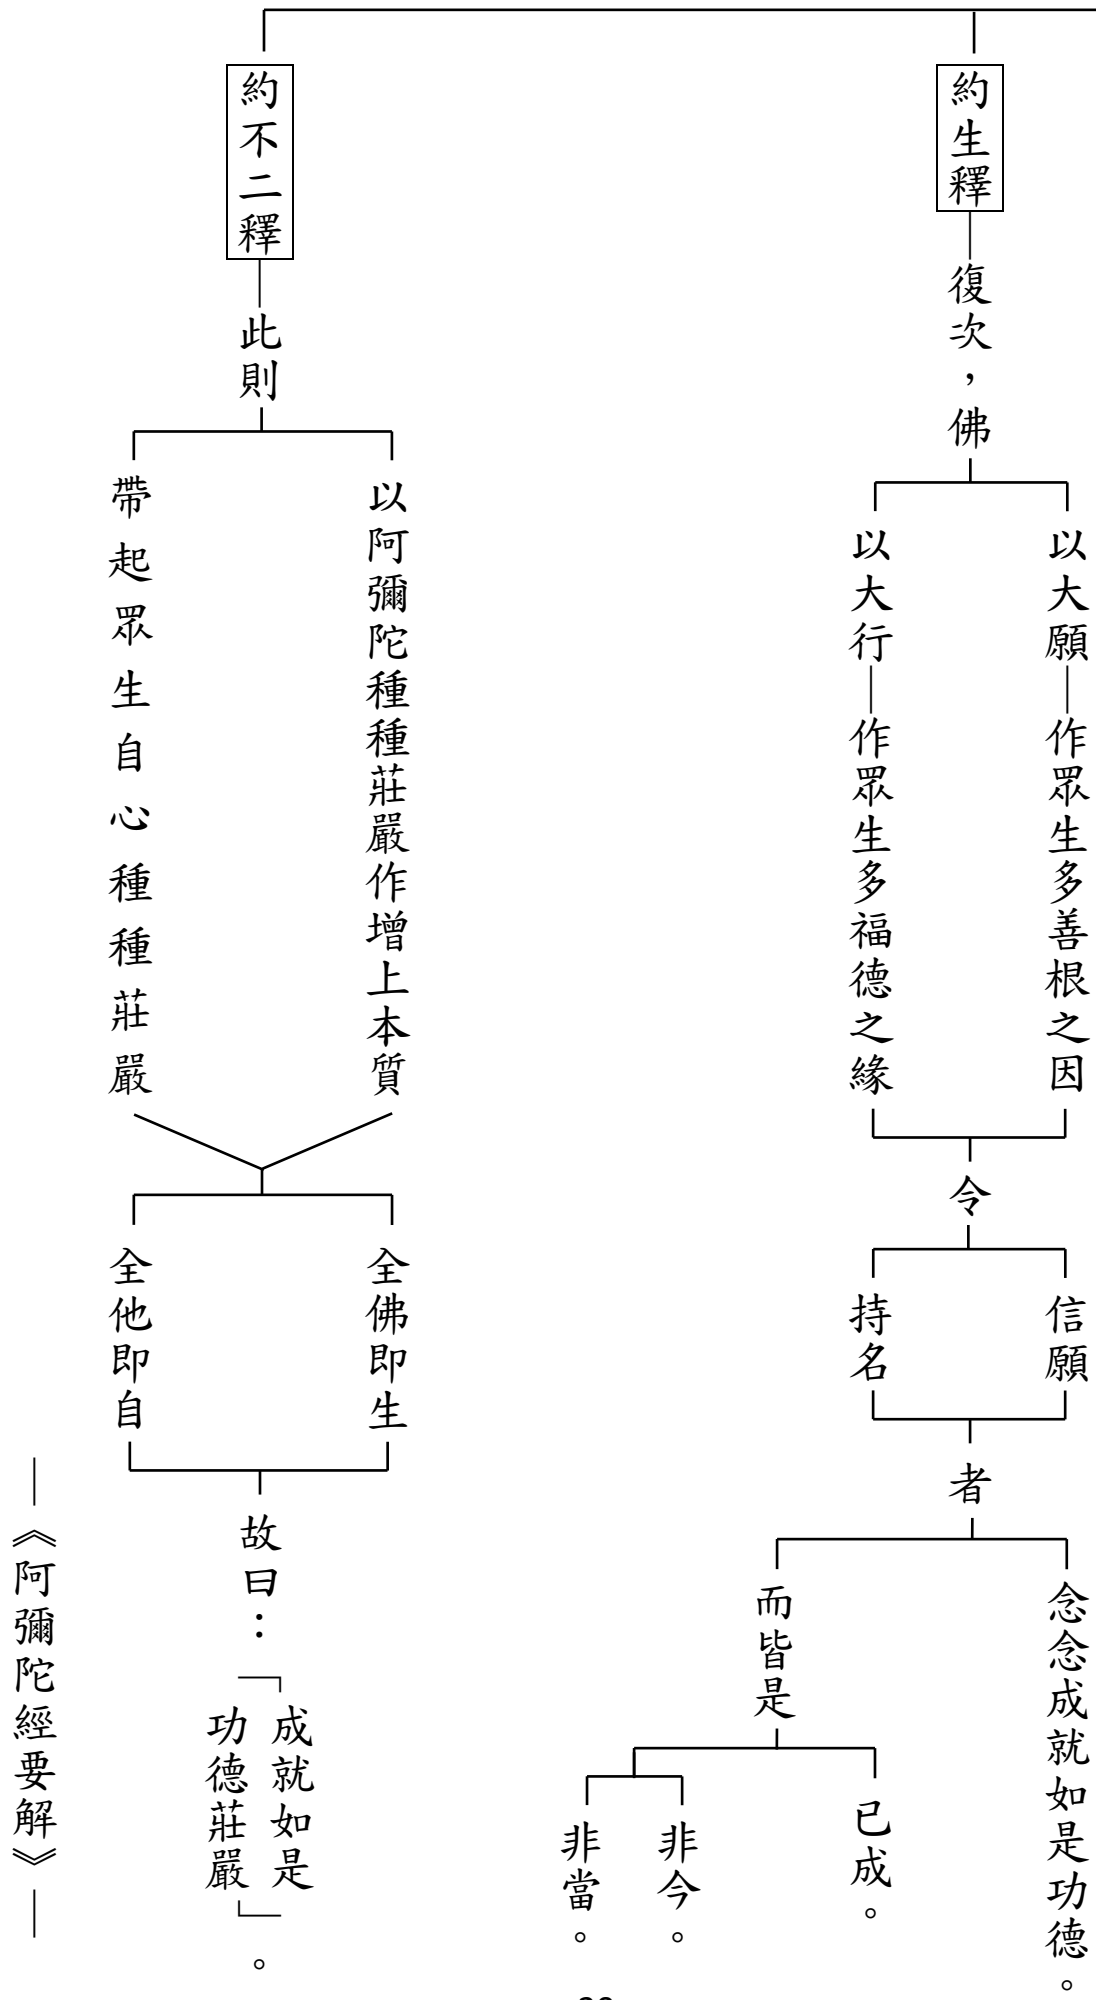 約生釋
復次，佛
以大願
作眾生多善根之因
以大行
作眾生多福德之緣
令
信願
持名
者
念念成就如是功德。
而皆是
已成。
非今。
非當。
約不二釋
此則
以阿彌陀種種莊嚴作增上本質
帶起眾生自心種種莊嚴
全佛即生
全他即自
故曰：
「成就如是
功德莊嚴」。
—《阿彌陀經要解》—